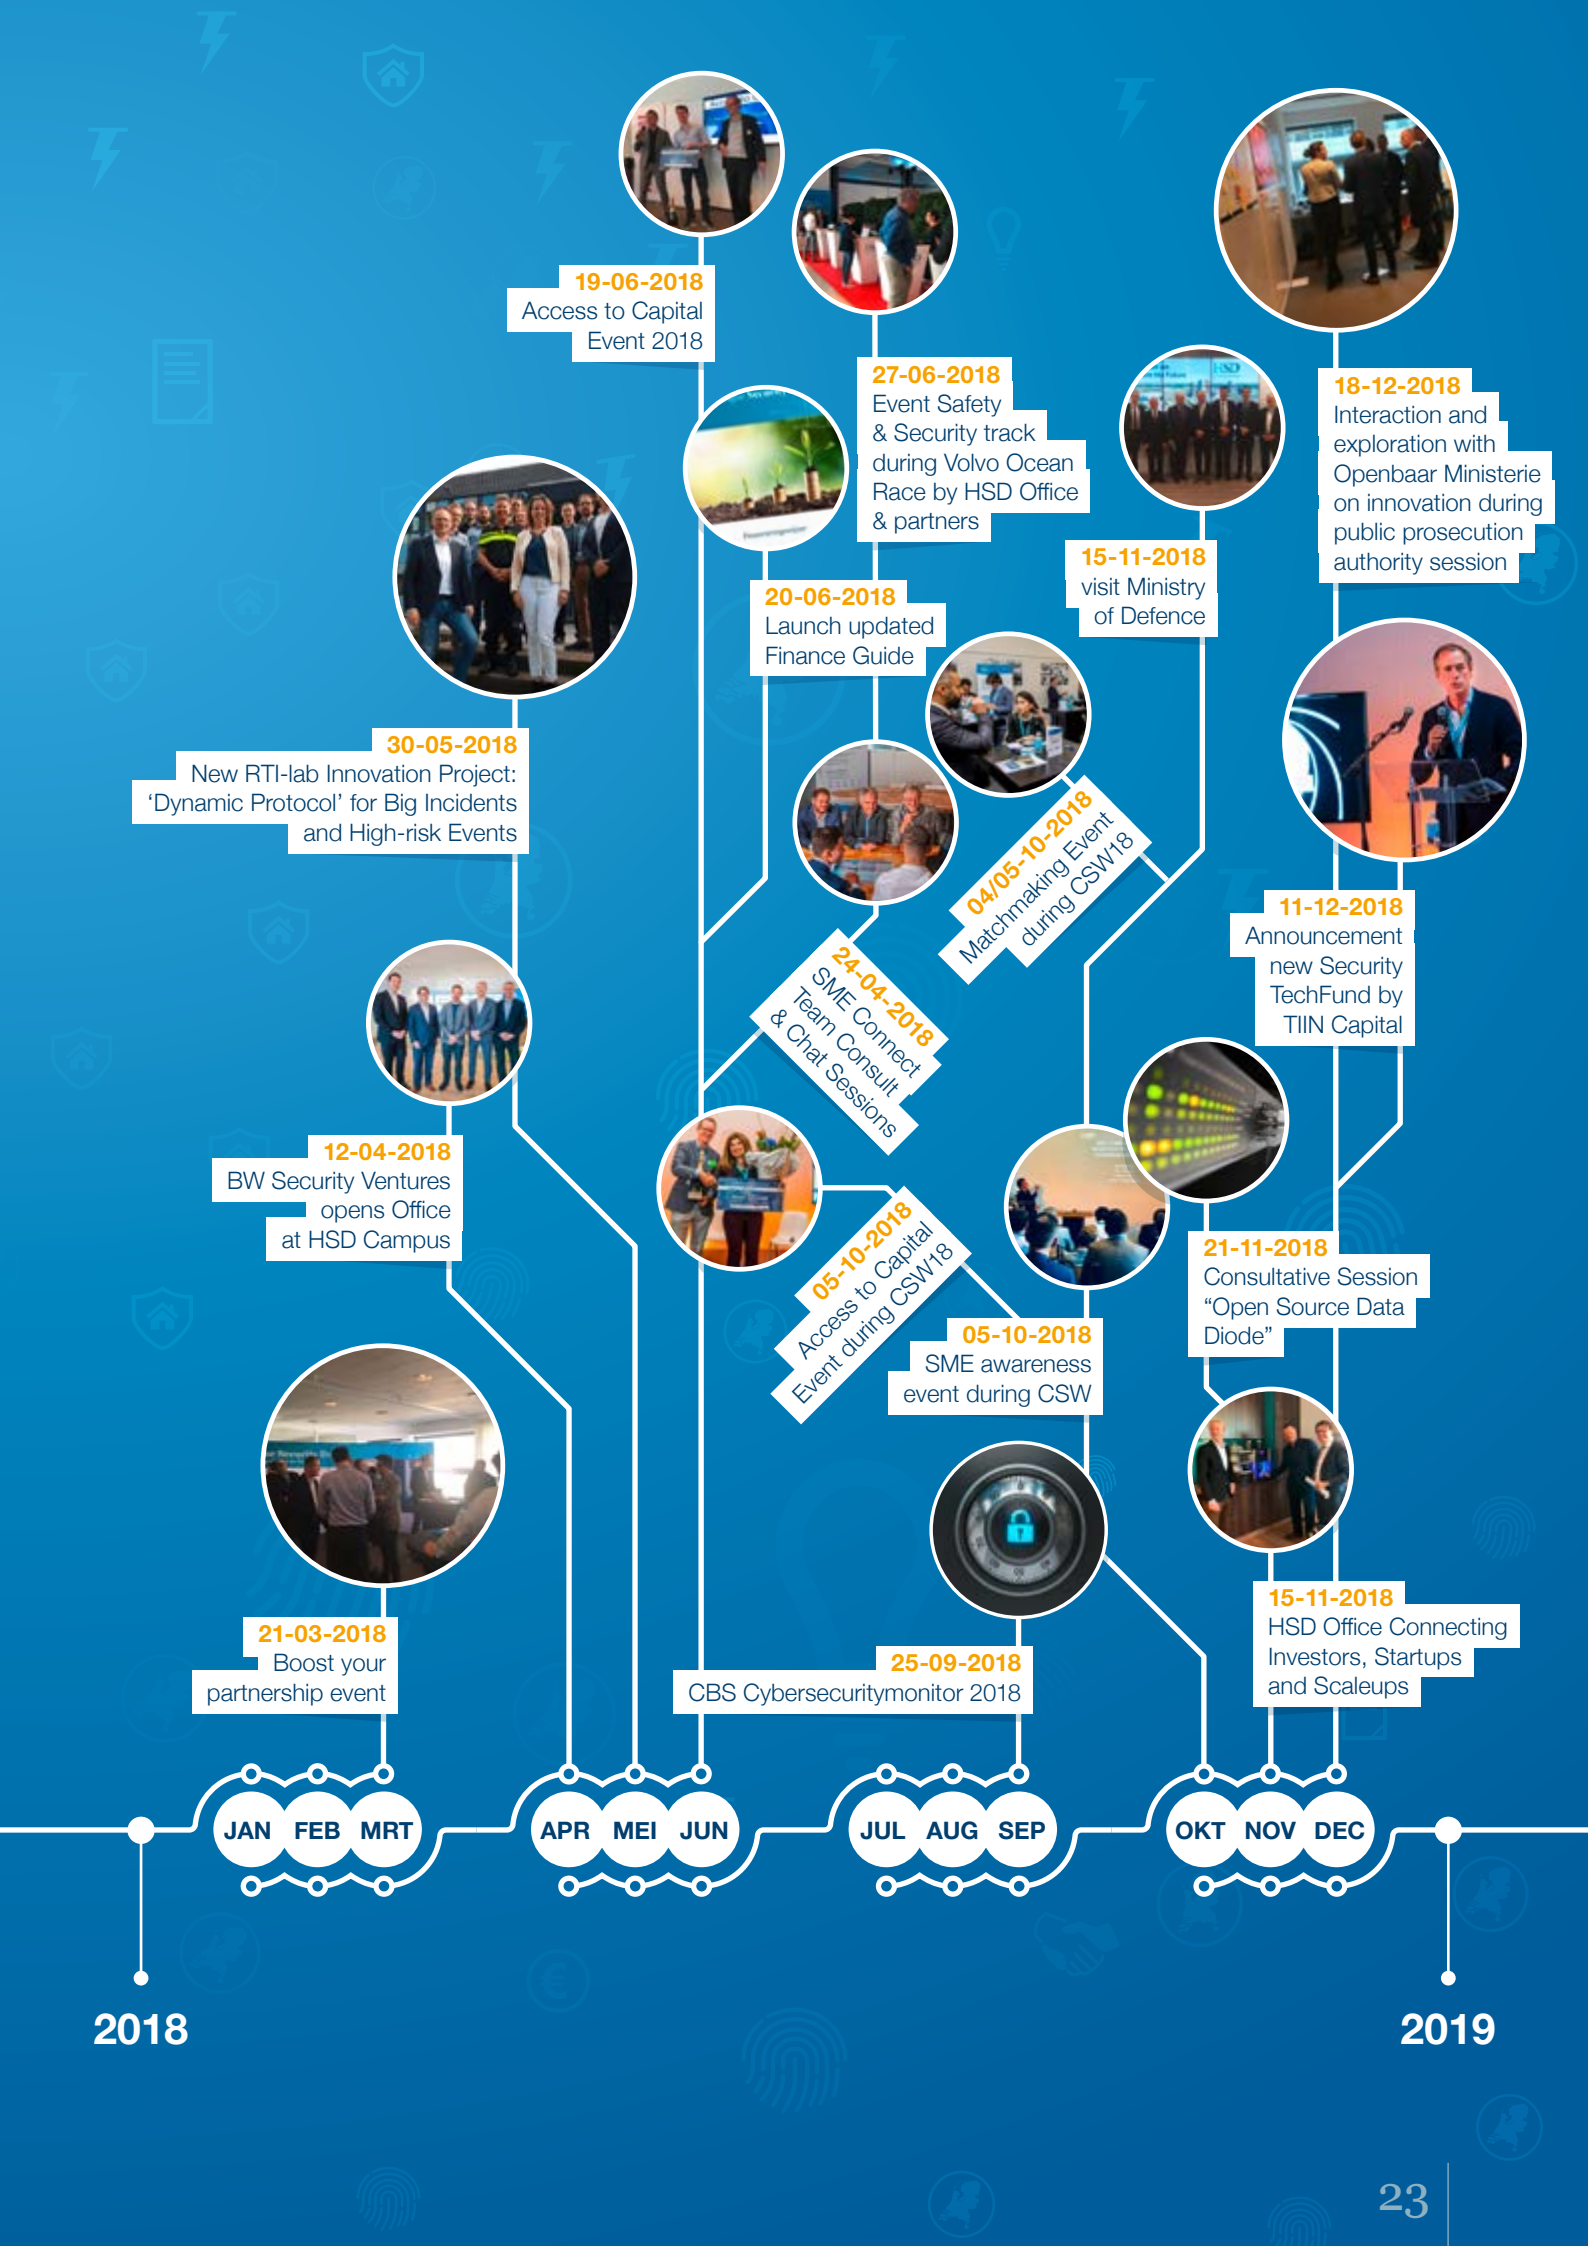 19-06-2018
Access to Capital
Event 2018
27-06-2018
Event Safety
& Security track
during Volvo Ocean
Race by HSD Office
& partners
18-12-2018
Interaction and
exploration with
Openbaar Ministerie
on innovation during
public prosecution
authority session
HSD
15-11-2018
visit Ministry
of Defence
20-06-2018
Launch updated
Finance Guide
30-05-2018
New RTI-lab Innovation Project:
‘Dynamic Protocol’ for Big Incidents
and High-risk Events
04/05-10-2018
Matchmaking Event
during CSW18
11-12-2018
Announcement
new Security
TechFund by
TIIN Capital
24-04-2018
SME Connect
Team Consult
& Chat Sessions
12-04-2018
BW Security Ventures
opens Office
at HSD Campus
05-10-2018
Access to Capital
Event during CSW18
21-11-2018
Consultative Session
“Open Source Data
Diode”
05-10-2018
SME awareness
event during CSW
21-03-2018
Boost your
partnership event
25-09-2018
CBS Cybersecuritymonitor 2018
15-11-2018
HSD Office Connecting
Investors, Startups
and Scaleups
JAN FEB MRT APR MEI JUN JUL AUG SEP OKT NOV DEC
2018
2019
23